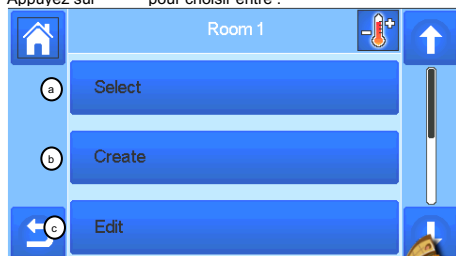 Appuyez sur pour choisir entre :
Room 1
a Select
b Create
c Edit